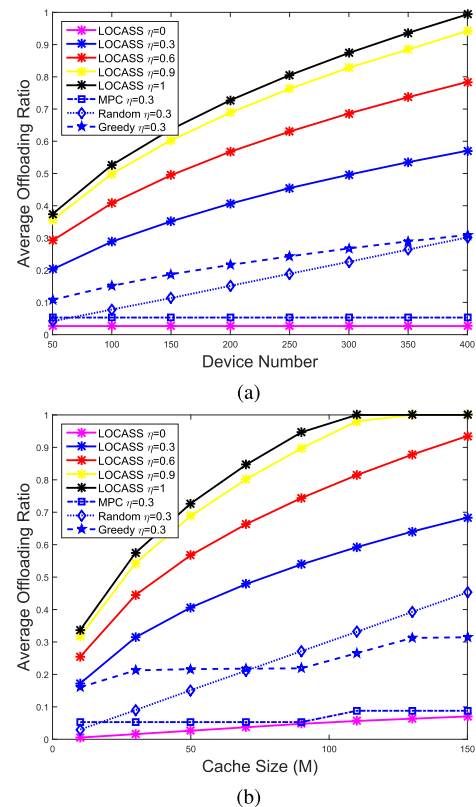 1
0.9
0.8
0.7
0.6
0.5
0.4
0.3
0.2
0.1
0
Average Offloading Ratio
LOCASS η=0
LOCASS η=0.3
LOCASS η=0.6
LOCASS η=0.9
LOCASS η=1
MPC η=0.3
Random η=0.3
Greedy η=0.3
50 100 150 200 250 300 350 400
Device Number
(a)
1
0.9
0.8
0.7
0.6
0.5
0.4
0.3
0.2
0.1
0
Average Offloading Ratio
LOCASS η=0
LOCASS η=0.3
LOCASS η=0.6
LOCASS η=0.9
LOCASS η=1
MPC η=0.3
Random η=0.3
Greedy η=0.3
0 50 100 150
Cache Size (M)
(b)